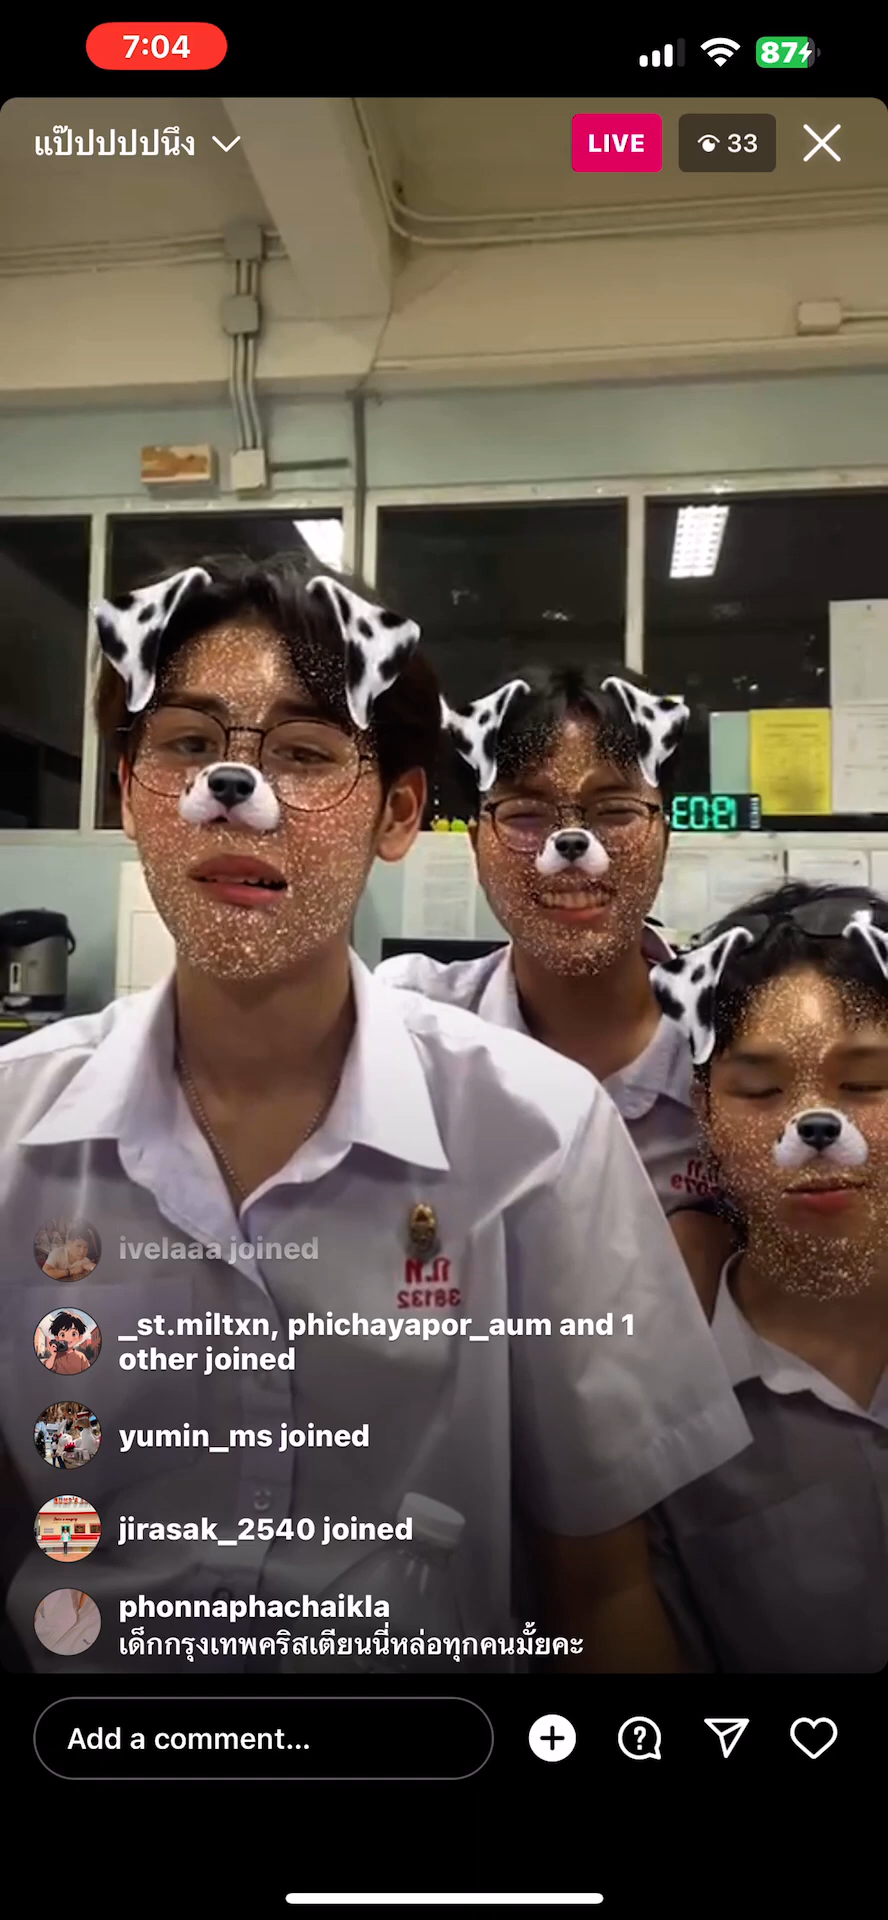 7:04
87
แป๊ปปปปนึง
LIVE
33
19:03
ก.ท
38132
ivelaaa joined
_st.miltxn, phichayapor_aum and 1
other joined
yumin_ms joined
jirasak_2540 joined
phonnaphachaikla
เด็กกรุงเทพคริสเตียนนี่หล่อทุกคนมั้ยคะ
Add a comment...